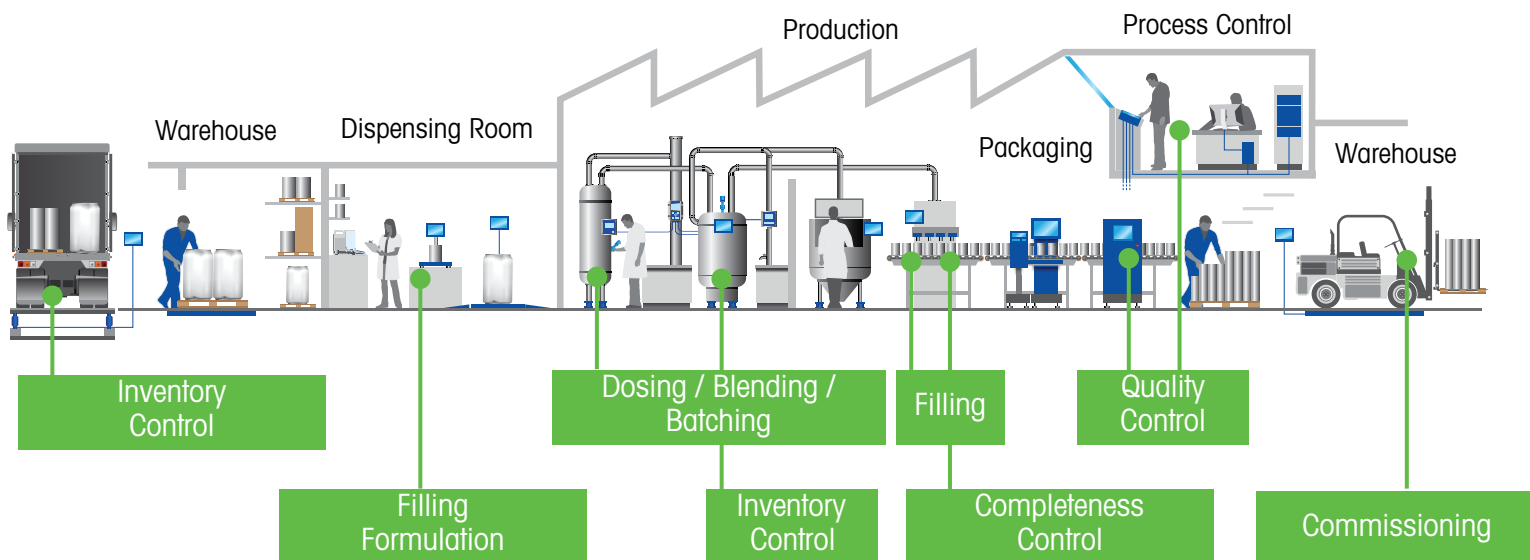 Production
Process Control
Warehouse
Dispensing Room
Packaging
Warehouse
Inventory
Control
Dosing / Blending /
Batching
Filling
Quality
Control
Filling
Formulation
Inventory
Control
Completeness
Control
Commissioning